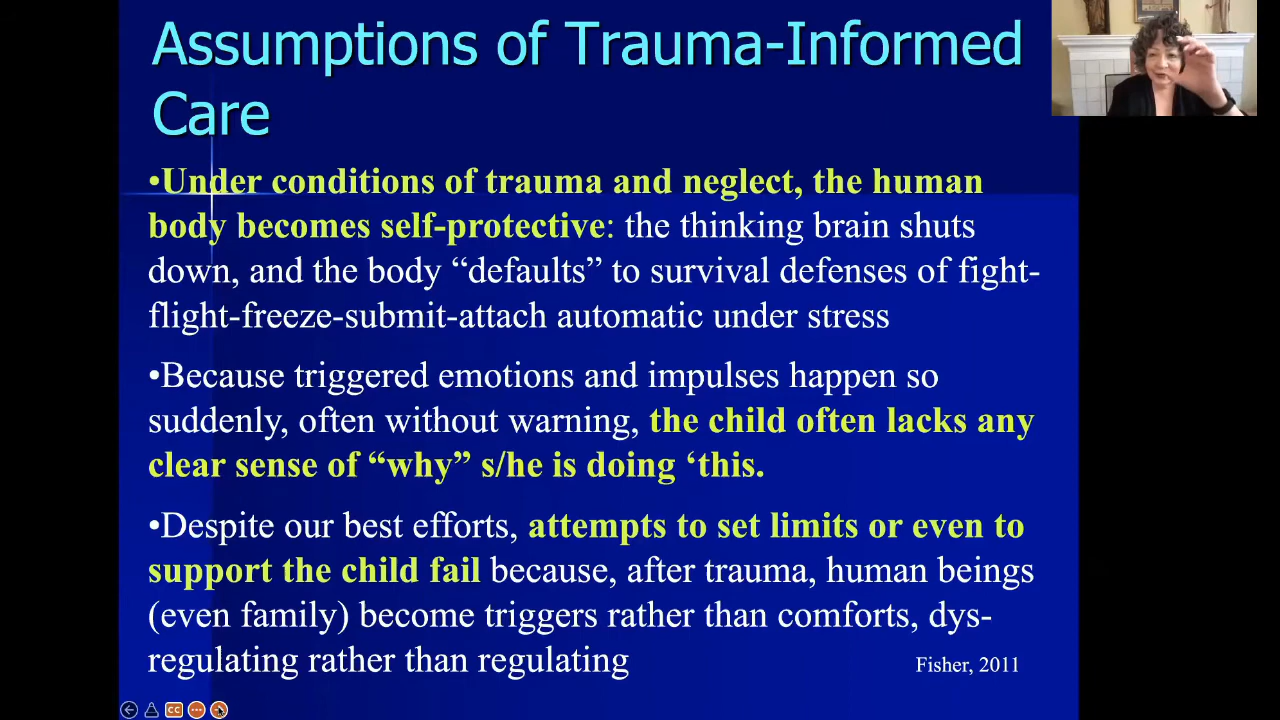 Assumptions of Trauma-Informed
Care
•Under conditions of trauma and neglect, the human
body becomes self-protective: the thinking brain shuts
down, and the body “defaults” to survival defenses of fight-
flight-freeze-submit-attach automatic under stress
•Because triggered emotions and impulses happen so
suddenly, often without warning, the child often lacks any
clear sense of “why” s/he is doing ‘this.
•Despite our best efforts, attempts to set limits or even to
support the child fail because, after trauma, human beings
(even family) become triggers rather than comforts, dys-
regulating rather than regulating
Fisher, 2011
CC